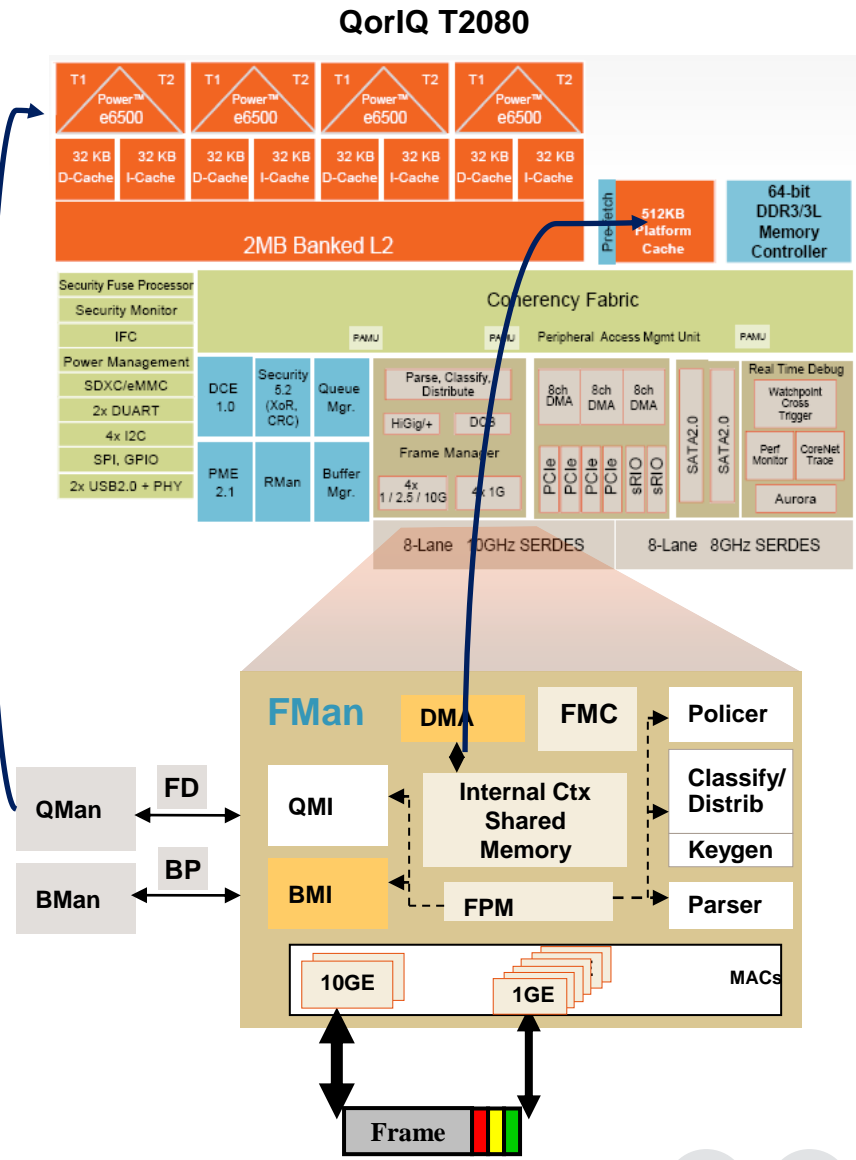 QorIQ T2080
T1 T2 T1 T2 T1 T2 T1 T2
Power™ Power™ Power™ Power™
e6500 e6500 e6500 e6500
32 KB 32 KB 32 KB 32 KB 32 KB 32 KB 32 KB 32 KB
D-Cache I-Cache D-Cache I-Cache D-Cache I-Cache D-Cache I-Cache
2MB Banked L2
Pre-fetch
512KB
Platform
Cache
64-bit
DDR3/3L
Memory
Controller
Security Fuse Processor
Security Monitor
IFC
Power Management
SDXC/eMMC
2x DUART
4x I2C
SPI, GPIO
2x USB2.0 + PHY
Coherency Fabric
PAMU PAMU Peripheral Access Mgmt Unit PAMU
DCE
1.0
Security
5.2
(XoR,
CRC)
Queue
Mgr.
PME
2.1
RMan
Buffer
Mgr.
Parse, Classify,
Distribute
HiGig/+ DCB
Frame Manager
4x
1 / 2.5 / 10G
4x 1G
8ch
DMA
8ch
DMA
8ch
DMA
PCIe
PCIe
PCIe
PCIe
sRIO
sRIO
SATA2.0
SATA2.0
Real Time Debug
Watchpoint
Cross
Trigger
Perf
Monitor
CoreNet
Trace
Aurora
8-Lane 10GHz SERDES
8-Lane 8GHz SERDES
FMan
DMA
FMC
Policer
QMan
FD
QMI
Internal Ctx
Shared
Memory
Classify/
Distrib
Keygen
BMan
BP
BMI
FPM
Parser
10GE
1GE
MACs
Frame